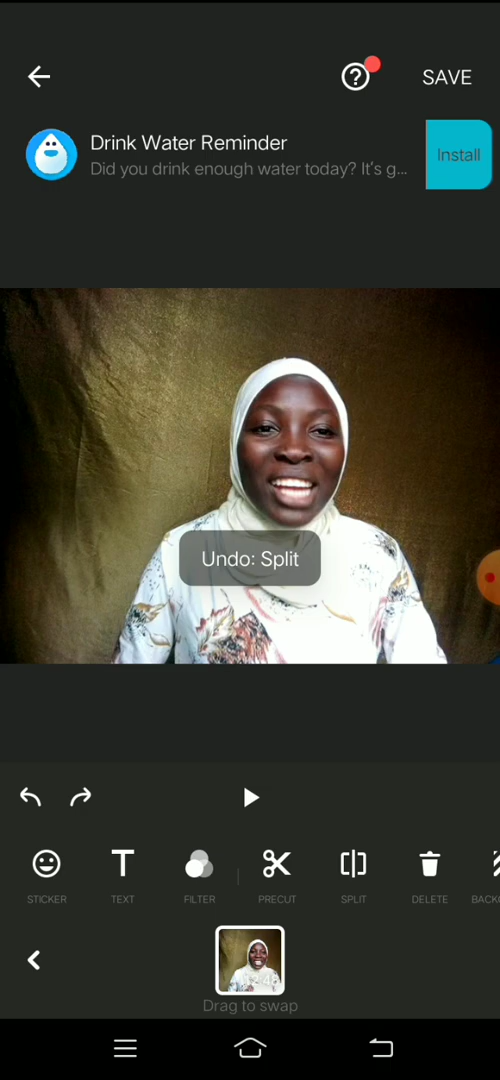 SAVE
Drink Water Reminder
Did you drink enough water today? It's g...
Install
Undo: Split
STICKER
TEXT
FILTER
PRECUT
SPLIT
DELETE
BACK
Drag to swap